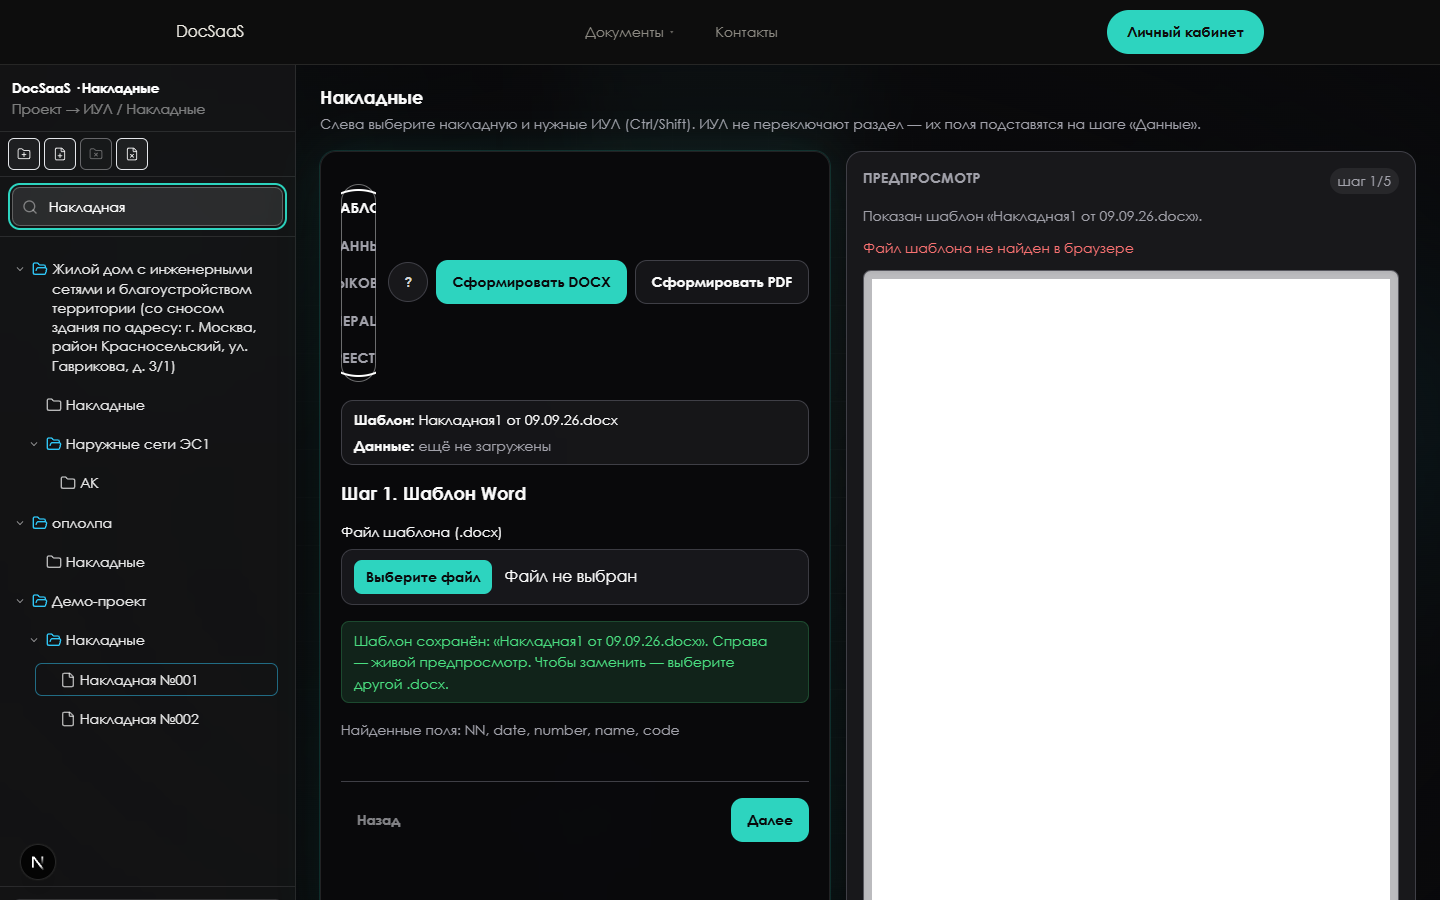 DocSaaS
Документы
Контакты
Личный кабинет
DocSaaS · Накладные
Проект → ИУЛ / Накладные
Накладная
Жилой дом с инженерными
сетями и благоустройством
территории (со сносом
здания по адресу: г. Москва,
район Красносельский, ул.
Гаврикова, д. 3/1)
Накладные
Наружные сети ЭС1
АК
оплолпа
Накладные
Демо-проект
Накладные
Накладная №001
Накладная №002
N
Накладные
Слева выберите накладную и нужные ИУЛ (Ctrl/Shift). ИУЛ не переключают раздел — их поля подставятся на шаге «Данные».
?
Сформировать DOCX
Сформировать PDF
Шаблон: Накладная1 от 09.09.26.docx
Данные: ещё не загружены
Шаг 1. Шаблон Word
Файл шаблона (.docx)
Выберите файл
Файл не выбран
Шаблон сохранён: «Накладная1 от 09.09.26.docx». Справа
— живой предпросмотр. Чтобы заменить — выберите
другой .docx.
Найденные поля: NN, date, number, name, code
Назад
Далее
ПРЕДПРОСМОТР
шаг 1/5
Показан шаблон «Накладная1 от 09.09.26.docx».
Файл шаблона не найден в браузере